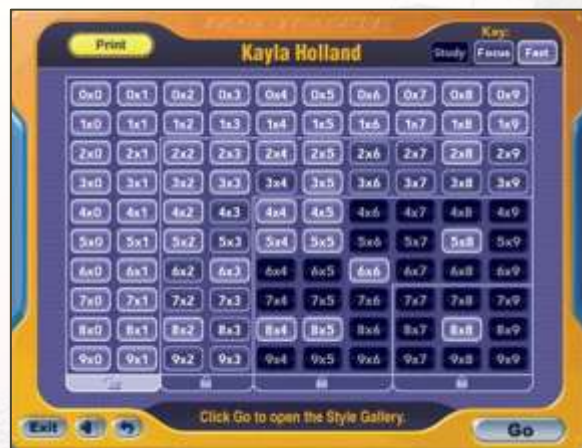 Key:
Print Kayla Holland Study Focus Fast
0x0 0x1 0x2 0x3 0x4 0x5 0x6 0x7 0x8 0x9
1x0 1x1 1x2 1x3 1x4 1x5 1x6 1x7 1x8 1x9
2x0 2x1 2x2 2x3 2x4 2x5 2x6 2x7 2x8 2x9
3x0 3x1 3x2 3x3 3x4 3x5 3x6 3x7 3x8 3x9
4x0 4x1 4x2 4x3 4x4 4x5 4x6 4x7 4x8 4x9
5x0 5x1 5x2 5x3 5x4 5x5 5x6 5x7 5x8 5x9
6x0 6x1 6x2 6x3 6x4 6x5 6x6 6x7 6x8 6x9
7x0 7x1 7x2 7x3 7x4 7x5 7x6 7x7 7x8 7x9
8x0 8x1 8x2 8x3 8x4 8x5 8x6 8x7 8x8 8x9
9x0 9x1 9x2 9x3 9x4 9x5 9x6 9x7 9x8 9x9
Click Go to open the Style Gallery.
Exit Go